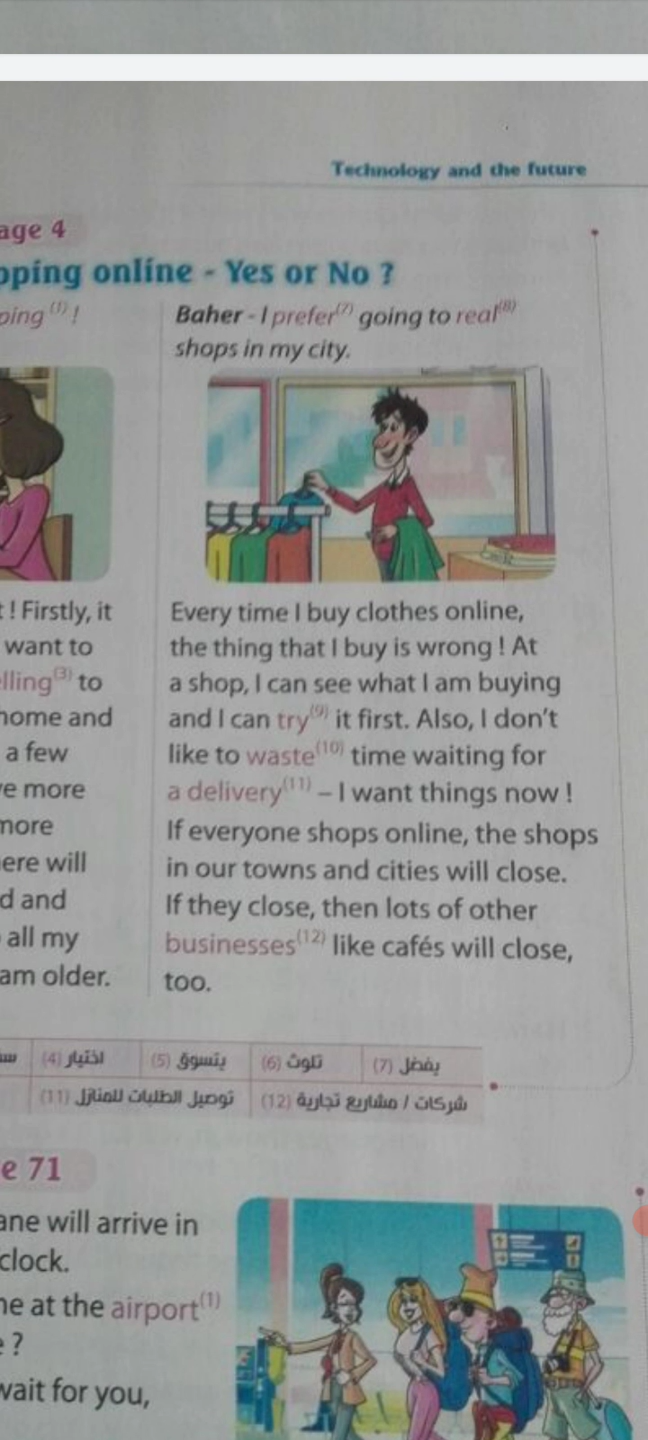 Technology and the future
age 4
pping online - Yes or No ?
ping (1) !
Baher - I prefer(7) going to real(8)
shops in my city.
t ! Firstly, it
want to
lling(3) to
home and
a few
e more
more
ere will
d and
all my
am older.
Every time I buy clothes online,
the thing that I buy is wrong ! At
a shop, I can see what I am buying
and I can try(9) it first. Also, I don't
like to waste(10) time waiting for
a delivery(11) – I want things now !
If everyone shops online, the shops
in our towns and cities will close.
If they close, then lots of other
businesses(12) like cafés will close,
too.
(4) اختيار (5) يتسوق (6) تلوث (7) يفضل
(11) توصيل الطلبات للمنازل (12) شركات / مشاريع تجارية
e 71
ane will arrive in
clock.
ne at the airport(1)
e ?
wait for you,